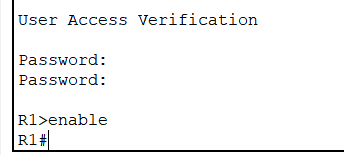 User Access Verification
Password:
Password:
R1>enable
R1#